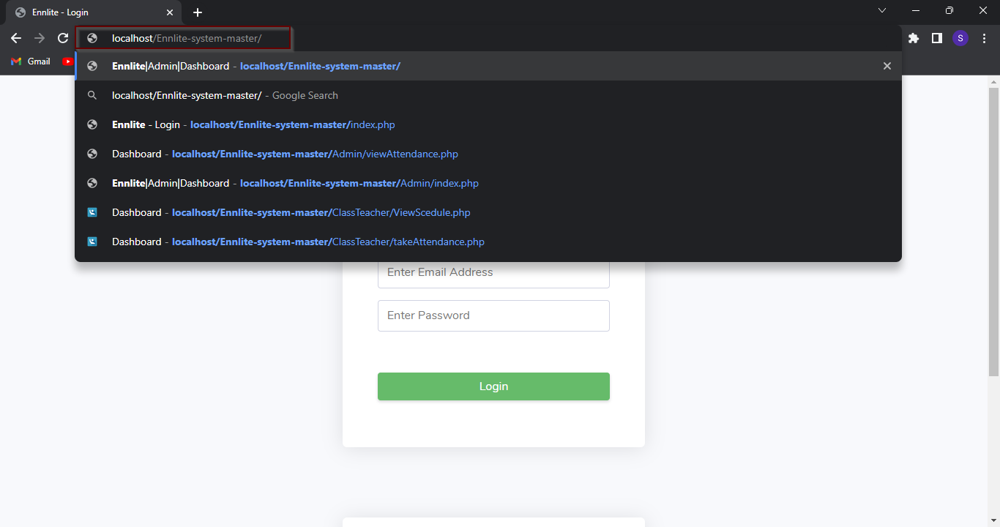 Ennlite - Login
localhost/Ennlite-system-master/
S
Gmail
Ennlite|Admin|Dashboard - localhost/Ennlite-system-master/
localhost/Ennlite-system-master/ - Google Search
Ennlite - Login - localhost/Ennlite-system-master/index.php
Dashboard - localhost/Ennlite-system-master/Admin/viewAttendance.php
Ennlite|Admin|Dashboard - localhost/Ennlite-system-master/Admin/index.php
Dashboard - localhost/Ennlite-system-master/ClassTeacher/ViewScedule.php
Dashboard - localhost/Ennlite-system-master/ClassTeacher/takeAttendance.php
Enter Email Address
Enter Password
Login